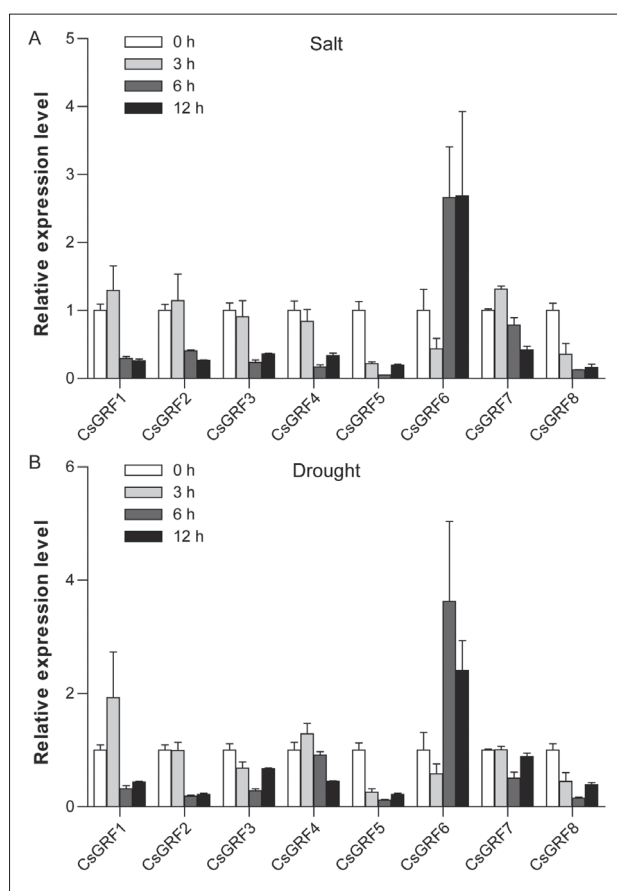 A
Salt
0 h
3 h
6 h
12 h
Relative expression level
5
4
3
2
1
0
CsGRF1
CsGRF2
CsGRF3
CsGRF4
CsGRF5
CsGRF6
CsGRF7
CsGRF8
B
Drought
0 h
3 h
6 h
12 h
Relative expression level
6
4
2
0
CsGRF1
CsGRF2
CsGRF3
CsGRF4
CsGRF5
CsGRF6
CsGRF7
CsGRF8